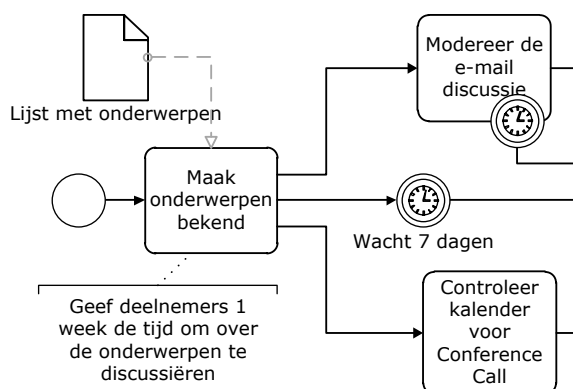 Lijst met onderwerpen
Maak
onderwerpen
bekend
Geef deelnemers 1
week de tijd om over
de onderwerpen te
discussiëren
Modereer de
e-mail
discussie
Wacht 7 dagen
Controleer
kalender
voor
Conference
Call